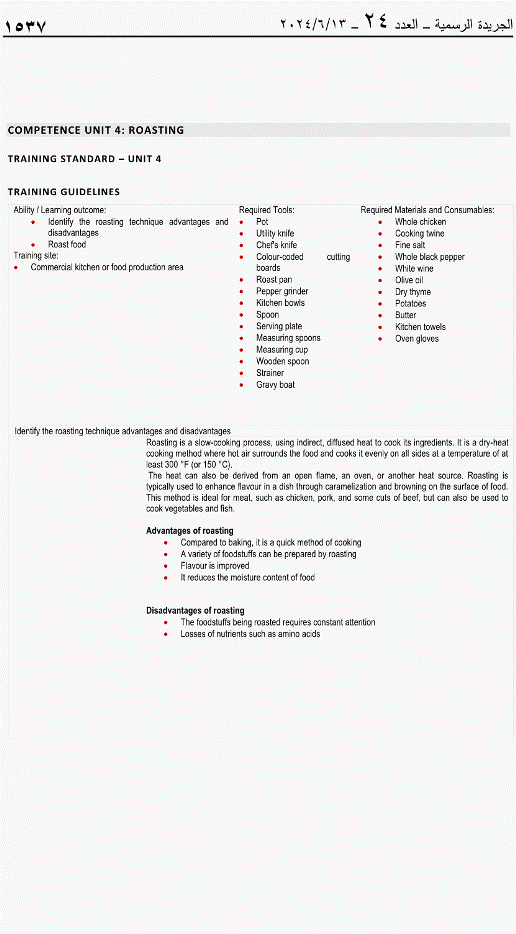 الجريدة الرسمية – العدد ٢٤ – ٢٠٢٤/٦/١٣
١٥٣٧
COMPETENCE UNIT 4: ROASTING
TRAINING STANDARD – UNIT 4
TRAINING GUIDELINES
Ability / Learning outcome:
• Identify the roasting technique advantages and
disadvantages
• Roast food
Training site:
• Commercial kitchen or food production area
Required Tools:
• Pot
• Utility knife
• Chef's knife
• Colour-coded cutting
boards
• Roast pan
• Pepper grinder
• Kitchen bowls
• Spoon
• Serving plate
• Measuring spoons
• Measuring cup
• Wooden spoon
• Strainer
• Gravy boat
Required Materials and Consumables:
• Whole chicken
• Cooking twine
• Fine salt
• Whole black pepper
• White wine
• Olive oil
• Dry thyme
• Potatoes
• Butter
• Kitchen towels
• Oven gloves
Identify the roasting technique advantages and disadvantages
Roasting is a slow-cooking process, using indirect, diffused heat to cook its ingredients. It is a dry-heat
cooking method where hot air surrounds the food and cooks it evenly on all sides at a temperature of at
least 300 °F (or 150 °C).
The heat can also be derived from an open flame, an oven, or another heat source. Roasting is
typically used to enhance flavour in a dish through caramelization and browning on the surface of food.
This method is ideal for meat, such as chicken, pork, and some cuts of beef, but can also be used to
cook vegetables and fish.
Advantages of roasting
• Compared to baking, it is a quick method of cooking
• A variety of foodstuffs can be prepared by roasting
• Flavour is improved
• It reduces the moisture content of food
Disadvantages of roasting
• The foodstuffs being roasted requires constant attention
• Losses of nutrients such as amino acids